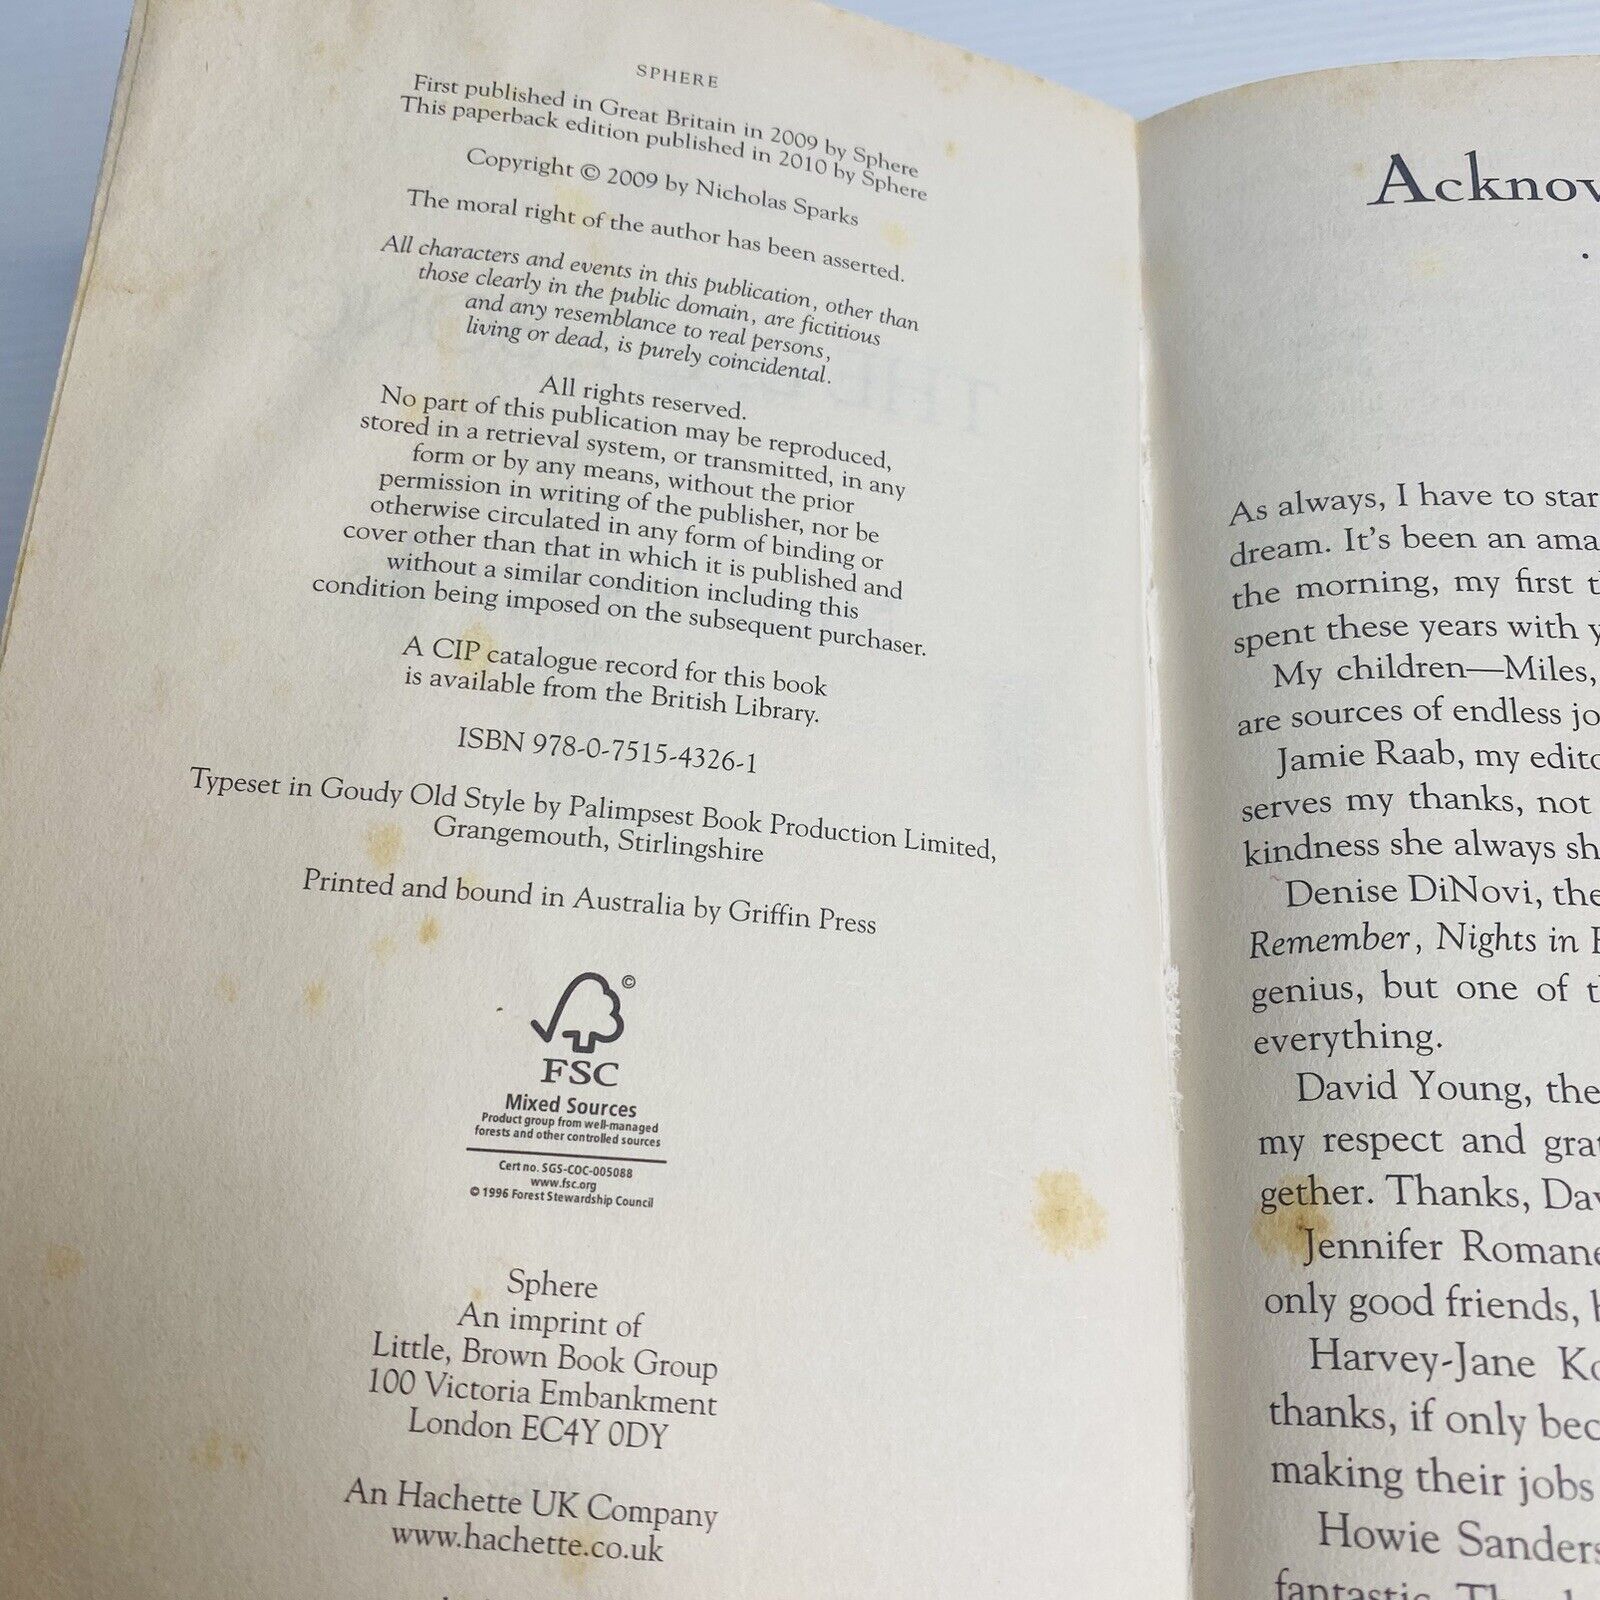 SPHERE
First published in Great Britain in 2009 by Sphere
This paperback edition published in 2010 by Sphere
Copyright © 2009 by Nicholas Sparks
The moral right of the author has been asserted.
All characters and events in this publication, other than
those clearly in the public domain, are fictitious
and any resemblance to real persons,
living or dead, is purely coincidental.
All rights reserved.
No part of this publication may be reproduced,
stored in a retrieval system, or transmitted, in any
form or by any means, without the prior
permission in writing of the publisher, nor be
otherwise circulated in any form of binding or
cover other than that in which it is published and
without a similar condition including this
condition being imposed on the subsequent purchaser.
A CIP catalogue record for this book
is available from the British Library.
ISBN 978-0-7515-4326-1
Typeset in Goudy Old Style by Palimpsest Book Production Limited,
Grangemouth, Stirlingshire
Printed and bound in Australia by Griffin Press
©
FSC
Mixed Sources
Product group from well-managed
forests and other controlled sources
Cert no. SGS-COC-005088
www.fsc.org
© 1996 Forest Stewardship Council
Sphere
An imprint of
Little, Brown Book Group
100 Victoria Embankment
London EC4Y 0DY
An Hachette UK Company
www.hachette.co.uk
Acknov
As always, I have to star
dream. It's been an ama
the morning, my first t
spent these years with y
My children—Miles,
are sources of endless jo
Jamie Raab, my edito
serves my thanks, not
kindness she always sh
Denise DiNovi, the
Remember, Nights in
genius, but one of t
everything.
David Young, the
my respect and grat
gether. Thanks, Dav
Jennifer Romane
only good friends, b
Harvey-Jane Ko
thanks, if only bec
making their jobs
Howie Sanders
fantastic.